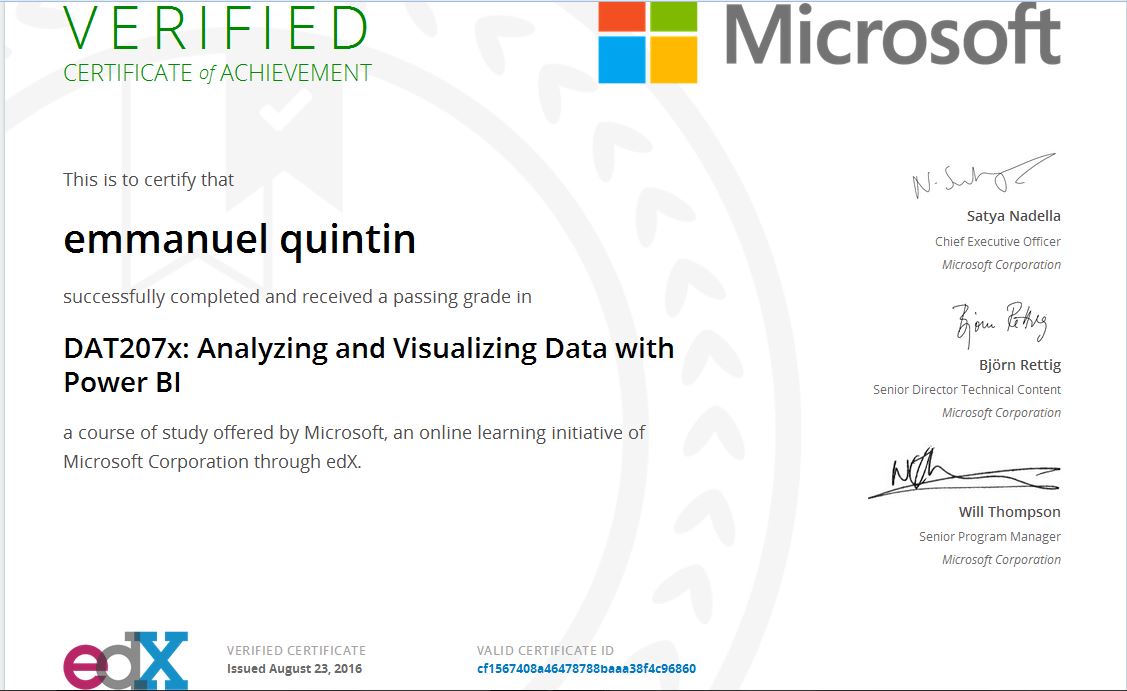 VERIFIED
CERTIFICATE of ACHIEVEMENT
Microsoft
This is to certify that
emmanuel quintin
successfully completed and received a passing grade in
DAT207x: Analyzing and Visualizing Data with
Power BI
a course of study offered by Microsoft, an online learning initiative of
Microsoft Corporation through edX.
Satya Nadella
Chief Executive Officer
Microsoft Corporation
Björn Rettig
Björn Rettig
Senior Director Technical Content
Microsoft Corporation
Will Thompson
Senior Program Manager
Microsoft Corporation
edX
VERIFIED CERTIFICATE
Issued August 23, 2016
VALID CERTIFICATE ID
cf1567408a46478788baaa38f4c96860